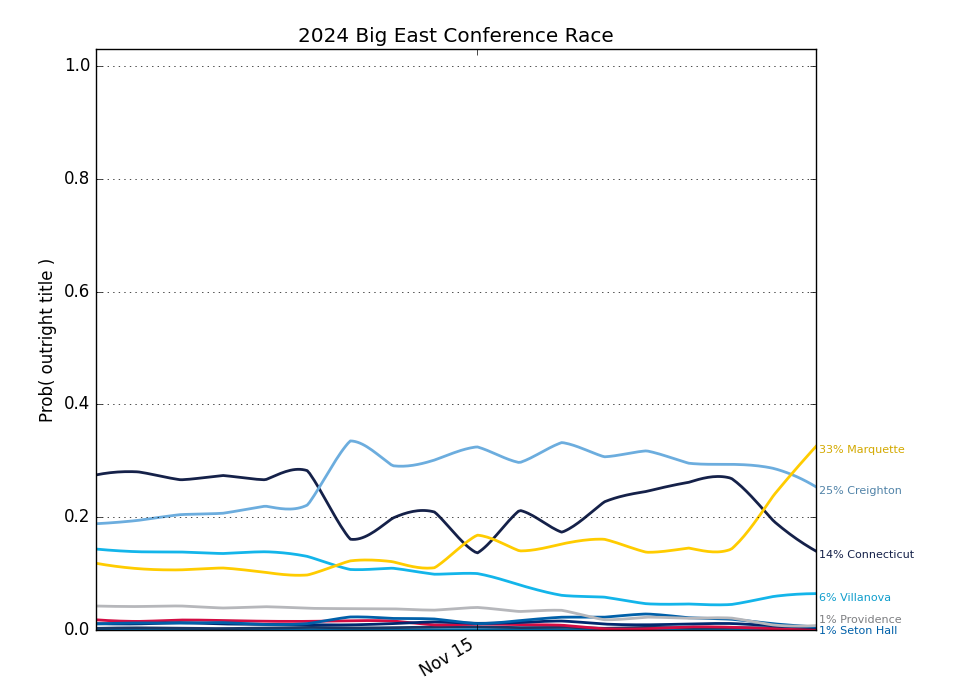 2024 Big East Conference Race
1.0
0.8
0.6
0.4
0.2
0.0
Prob( outright title )
Nov 15
33% Marquette
25% Creighton
14% Connecticut
6% Villanova
1% Providence
1% Seton Hall